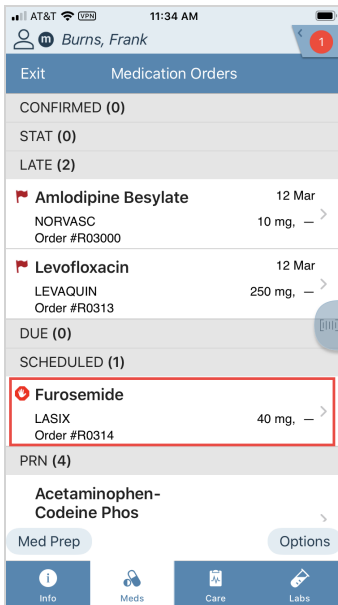 AT&T VPN 11:34 AM
m Burns, Frank 1
Exit Medication Orders
CONFIRMED (0)
STAT (0)
LATE (2)
Amlodipine Besylate 12 Mar
NORVASC 10 mg, —
Order #R03000
Levofloxacin 12 Mar
LEVAQUIN 250 mg, —
Order #R0313
DUE (0)
SCHEDULED (1)
Furosemide
LASIX 40 mg, —
Order #R0314
PRN (4)
Acetaminophen-
Codeine Phos
Med Prep Options
Info Meds Care Labs